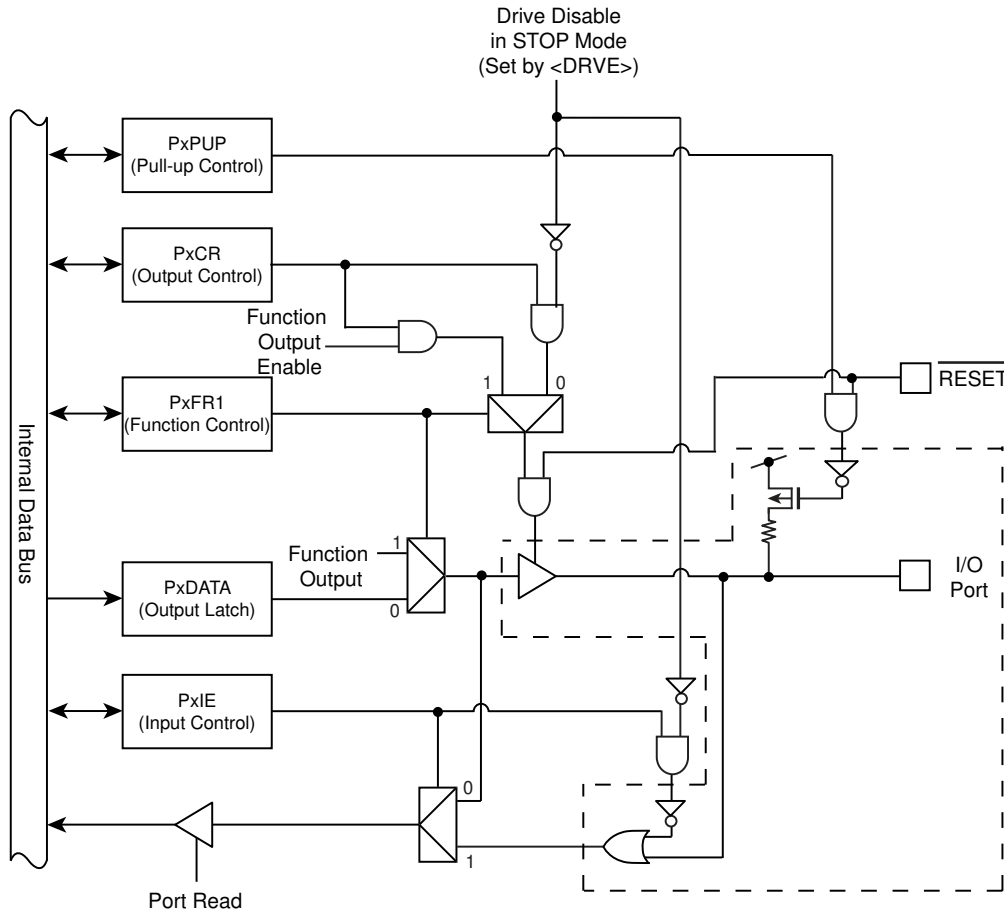 Drive Disable
in STOP Mode
(Set by <DRVE>)
PxPUP
(Pull-up Control)
PxCR
(Output Control)
Function
Output
Enable
1
0
RESET
PxFR1
(Function Control)
Internal Data Bus
Function
Output
1
0
I/O
Port
PxDATA
(Output Latch)
PxIE
(Input Control)
0
1
Port Read